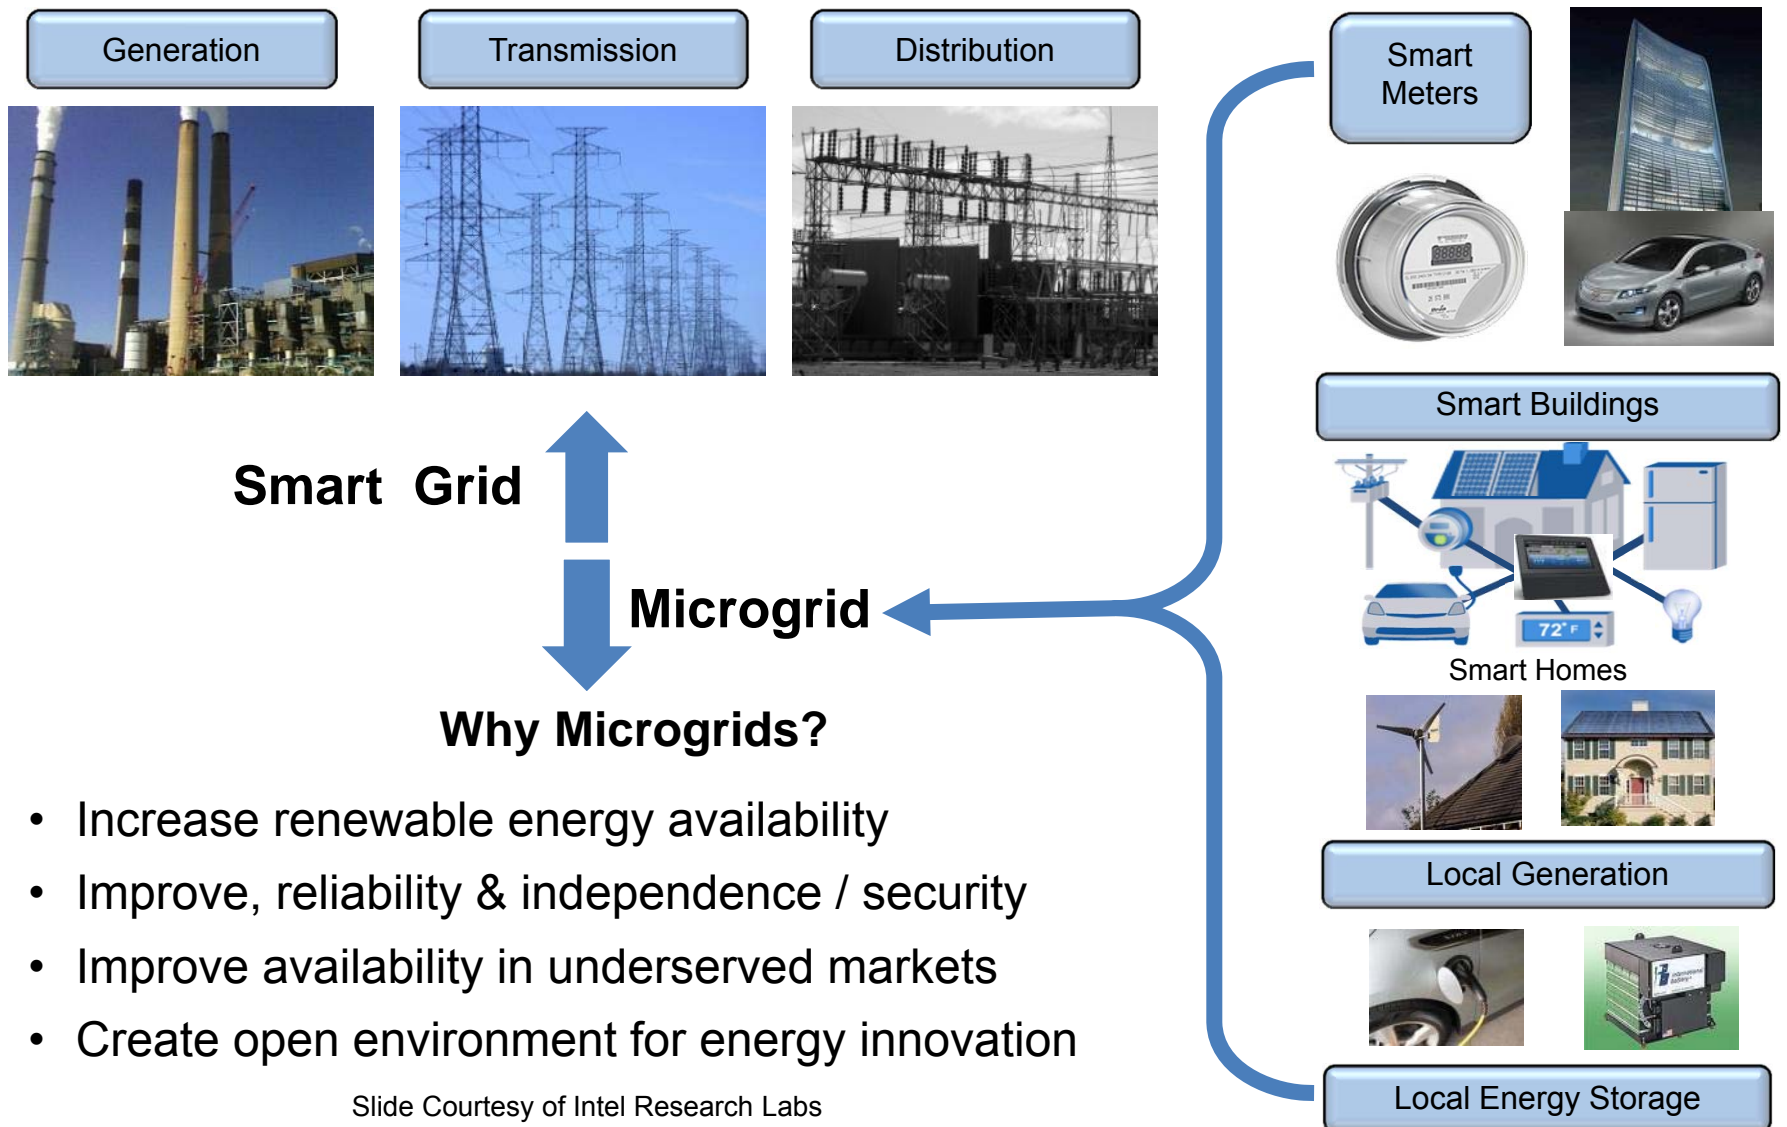 Generation
Transmission
Distribution
Smart
Meters
Smart Buildings
Smart Grid
72° F
Microgrid
Smart Homes
Why Microgrids?
• Increase renewable energy availability
• Improve, reliability & independence / security
• Improve availability in underserved markets
• Create open environment for energy innovation
Local Generation
international
battery
Local Energy Storage
Slide Courtesy of Intel Research Labs